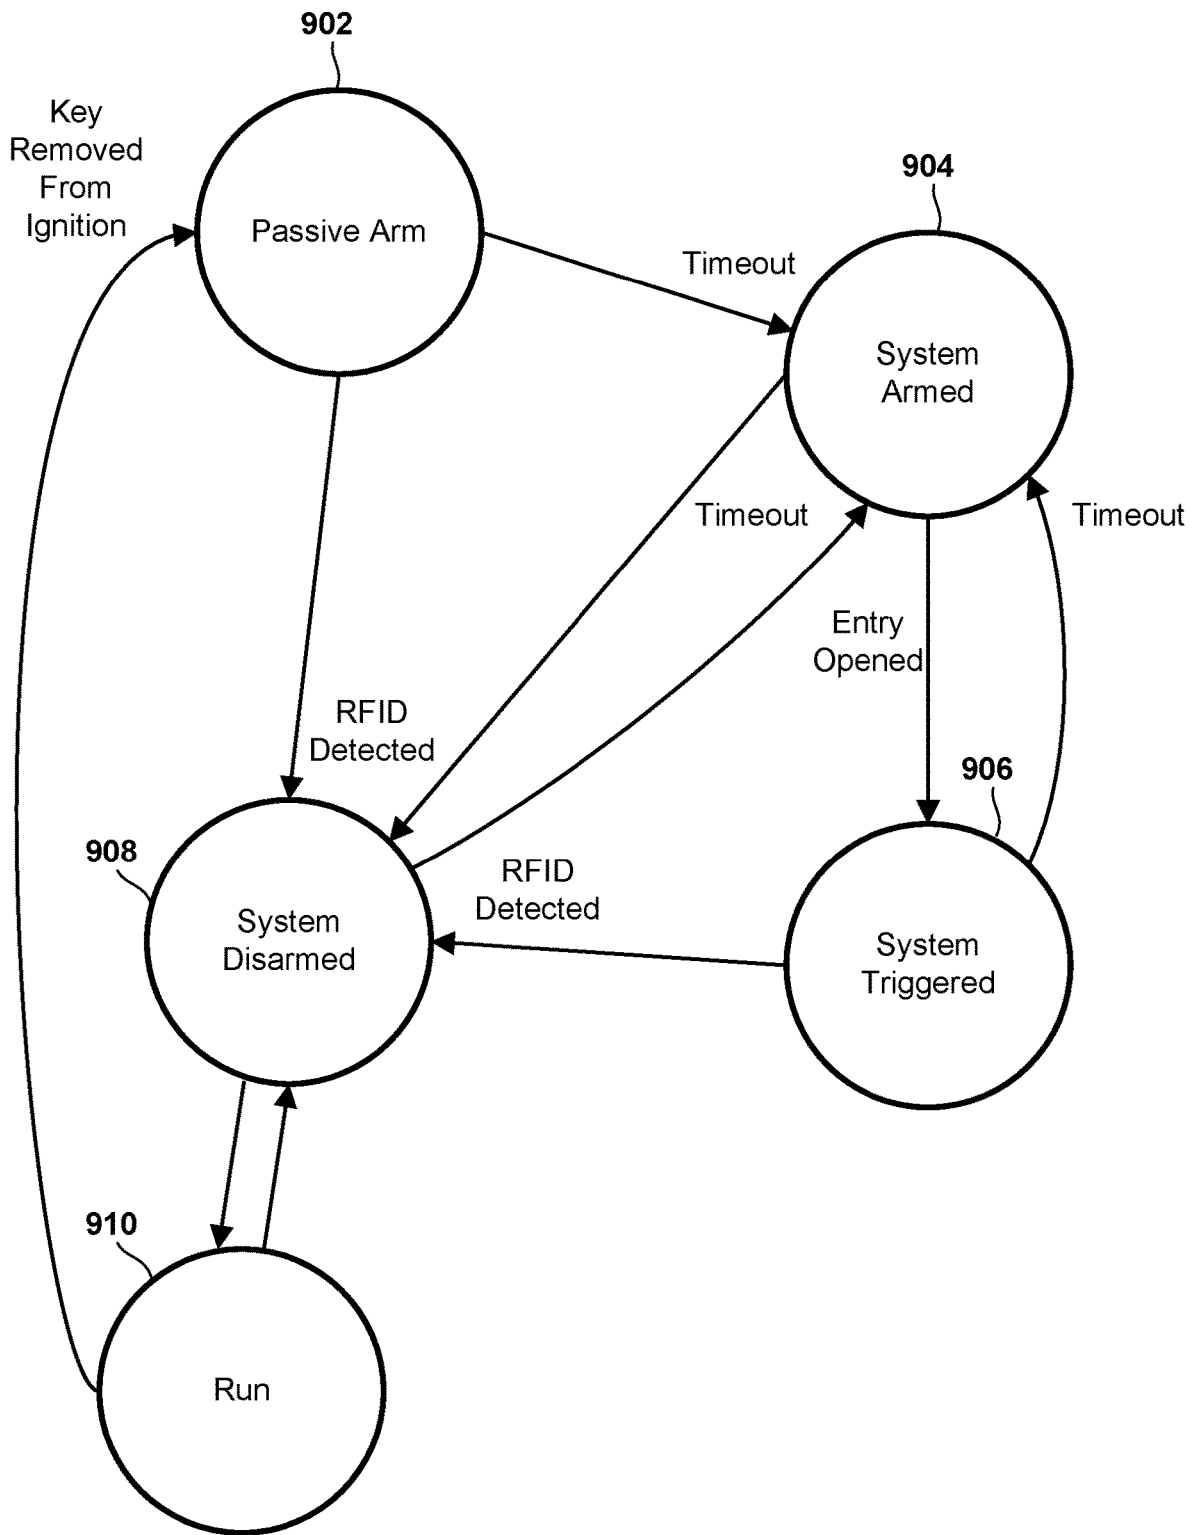 902
Key
Removed
From
Ignition
Passive Arm
904
Timeout
System
Armed
Timeout
Timeout
Entry
Opened
RFID
Detected
906
908
RFID
Detected
System
Disarmed
System
Triggered
910
Run